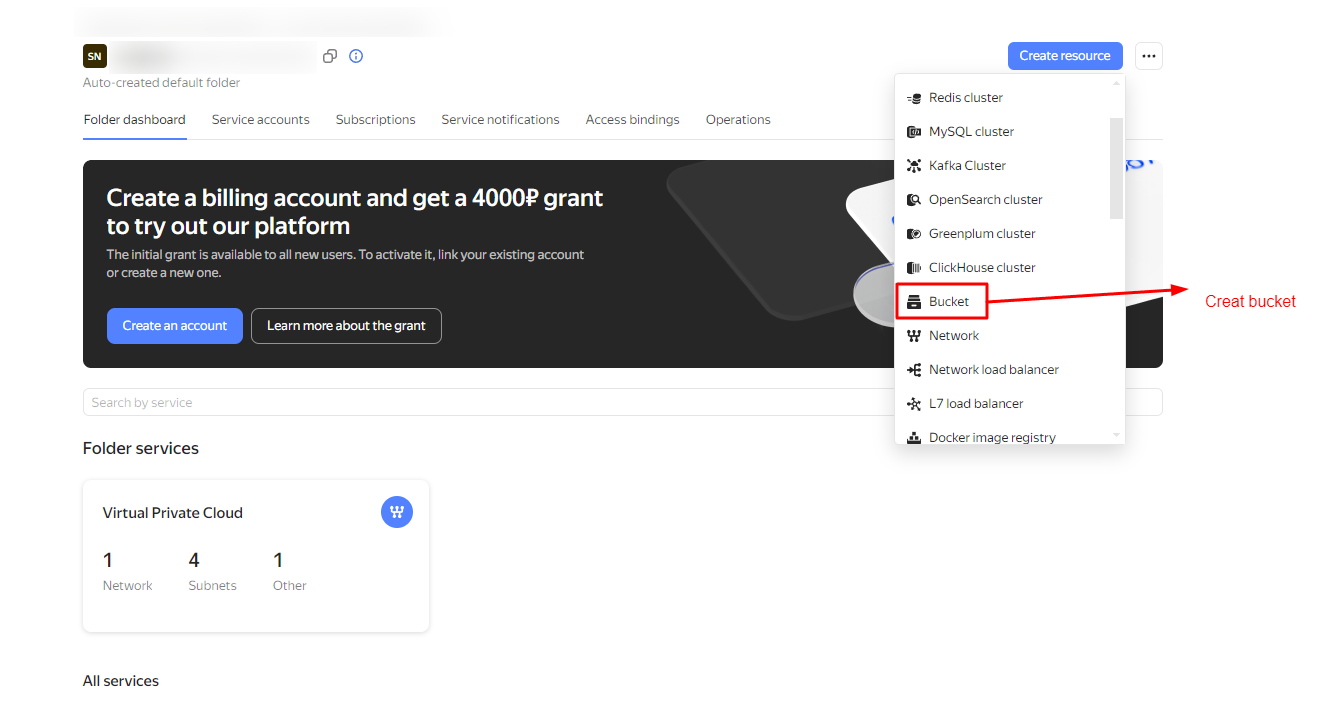 SN
Create resource
Auto-created default folder
Folder dashboard Service accounts Subscriptions Service notifications Access bindings Operations
Create a billing account and get a 4000₽ grant
to try out our platform
The initial grant is available to all new users. To activate it, link your existing account
or create a new one.
Create an account Learn more about the grant
Redis cluster
MySQL cluster
Kafka Cluster
OpenSearch cluster
Greenplum cluster
ClickHouse cluster
Bucket
Creat bucket
Network
Network load balancer
L7 load balancer
Docker image registry
Search by service
Folder services
Virtual Private Cloud
1 4 1
Network Subnets Other
All services